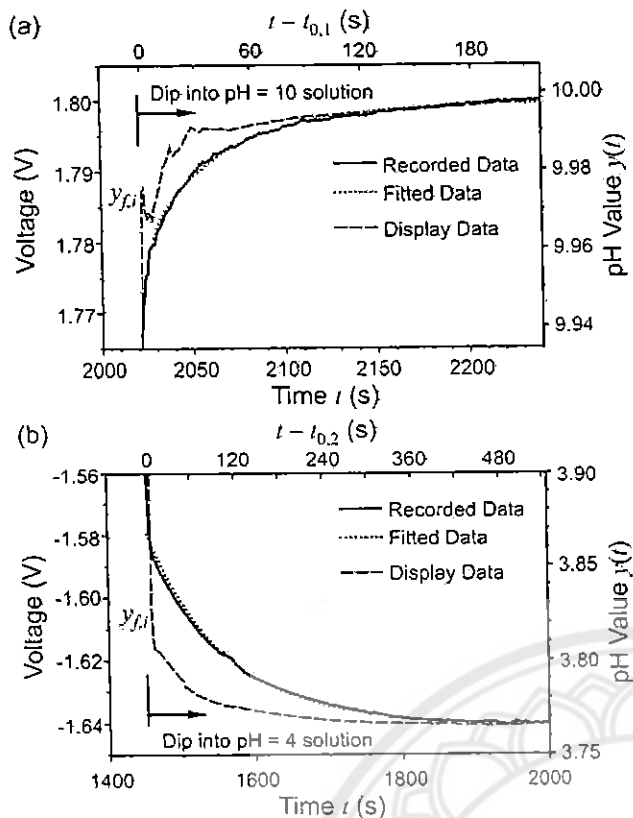 (a)
t − t0,1 (s)
0 30 60 90 120 180
Dip into pH = 10 solution
1.80
1.79
1.78
1.77
Voltage (V)
yf,i
Recorded Data
Fitted Data
Display Data
10.00
9.98
9.96
9.94
pH Value y(t)
2000 2050 2100 2150 2200
Time t (s)
(b)
t − t0,2 (s)
0 60 120 240 360 480
-1.56
-1.58
-1.60
-1.62
-1.64
Voltage (V)
Recorded Data
Fitted Data
Display Data
yf,i
Dip into pH = 4 solution
3.90
3.85
3.80
3.75
pH Value y(t)
1400 1600 1800 2000
Time t (s)